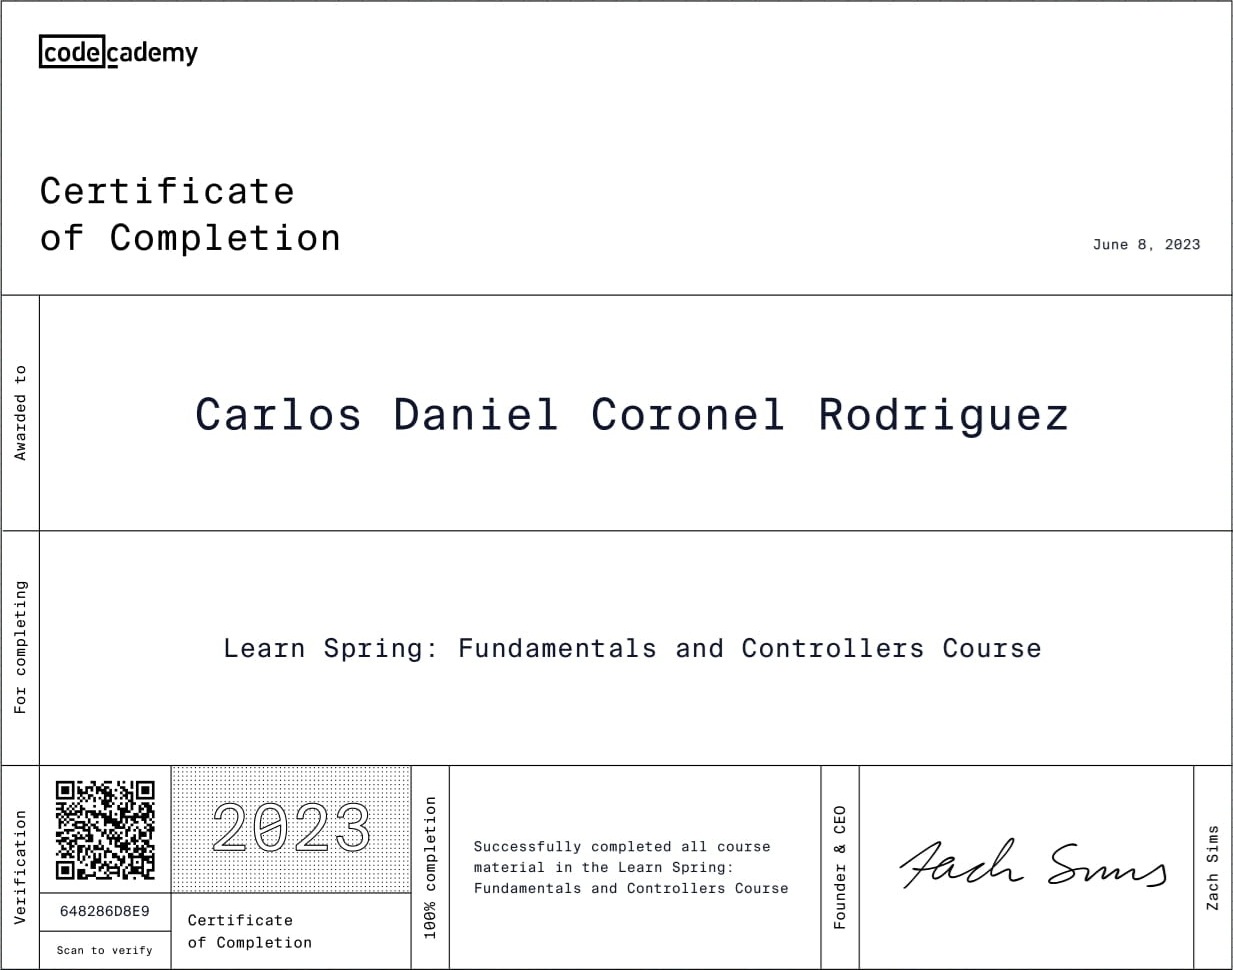 codecademy
Certificate
of Completion
June 8, 2023
Awarded to
Carlos Daniel Coronel Rodriguez
For completing
Learn Spring: Fundamentals and Controllers Course
Verification
648286D8E9
Scan to verify
2023
Certificate
of Completion
100% completion
Successfully completed all course
material in the Learn Spring:
Fundamentals and Controllers Course
Founder & CEO
Zach Sims
Zach Sims